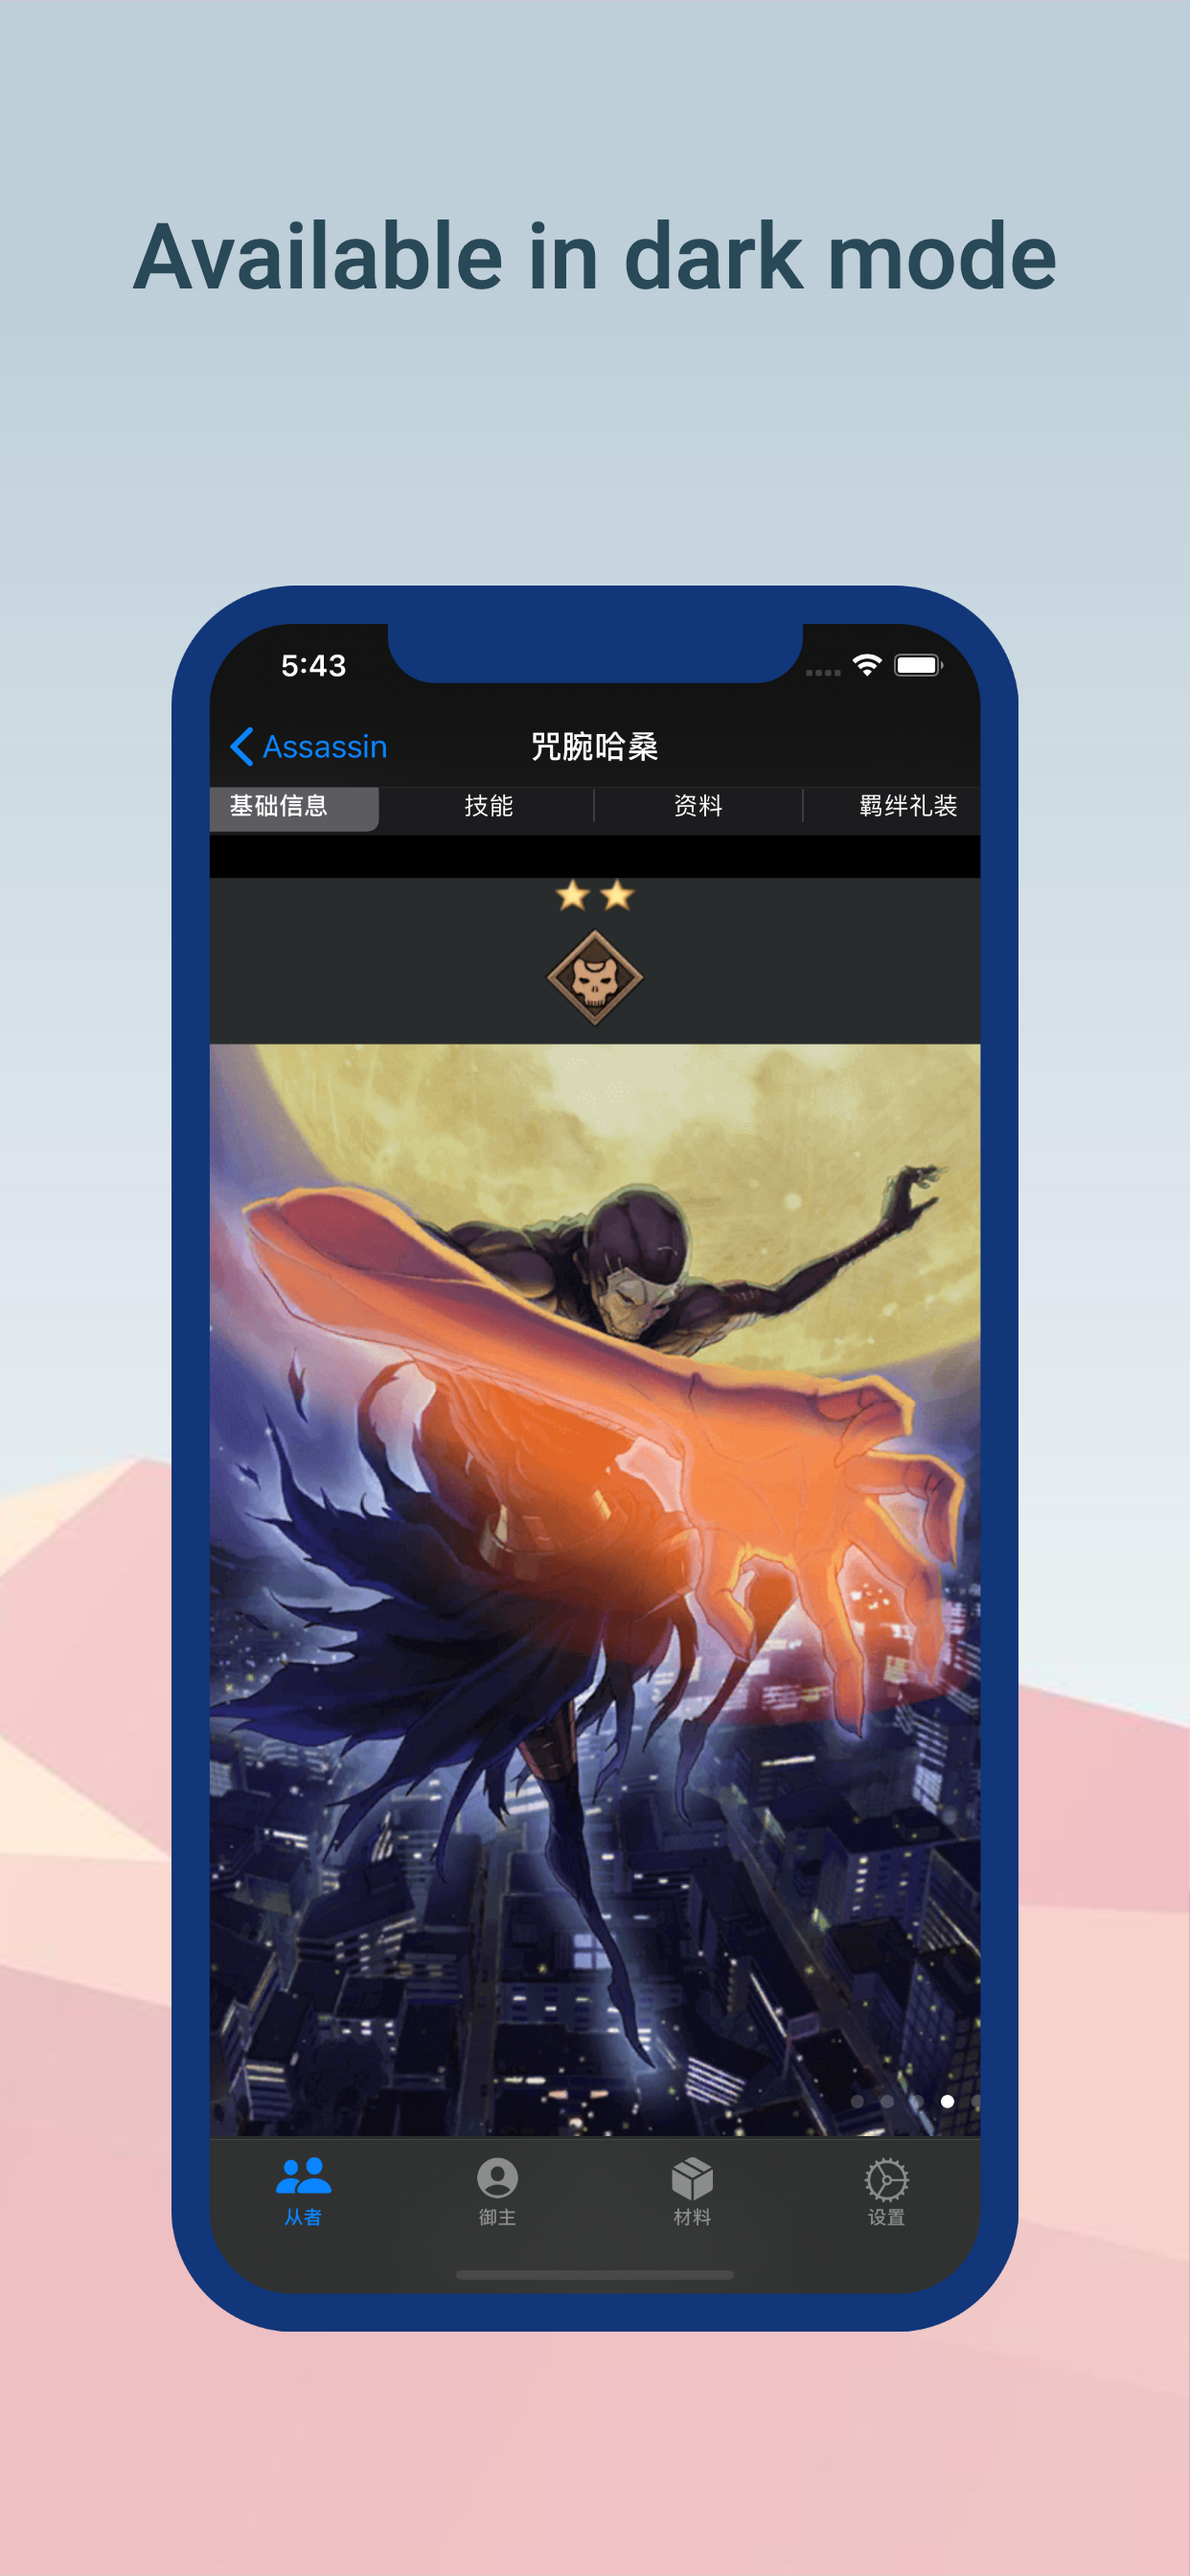 Available in dark mode
5:43
Assassin
咒腕哈桑
基础信息
技能
资料
羁绊礼装
从者
御主
材料
设置